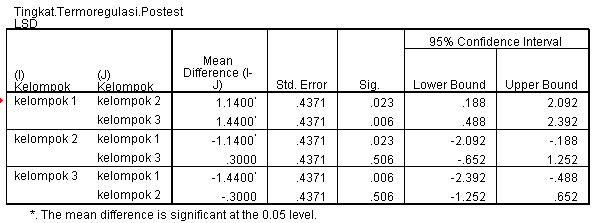 Tingkat.Termoregulasi.Postest
LSD
(I) Kelompok (J) Kelompok Mean Difference (I-J) Std. Error Sig. 95% Confidence Interval
Lower Bound Upper Bound
kelompok 1 kelompok 2 1.1400* .4371 .023 .188 2.092
kelompok 3 1.4400* .4371 .006 .488 2.392
kelompok 2 kelompok 1 -1.1400* .4371 .023 -2.092 -.188
kelompok 3 .3000 .4371 .506 -.652 1.252
kelompok 3 kelompok 1 -1.4400* .4371 .006 -2.392 -.488
kelompok 2 -.3000 .4371 .506 -1.252 .652
*. The mean difference is significant at the 0.05 level.